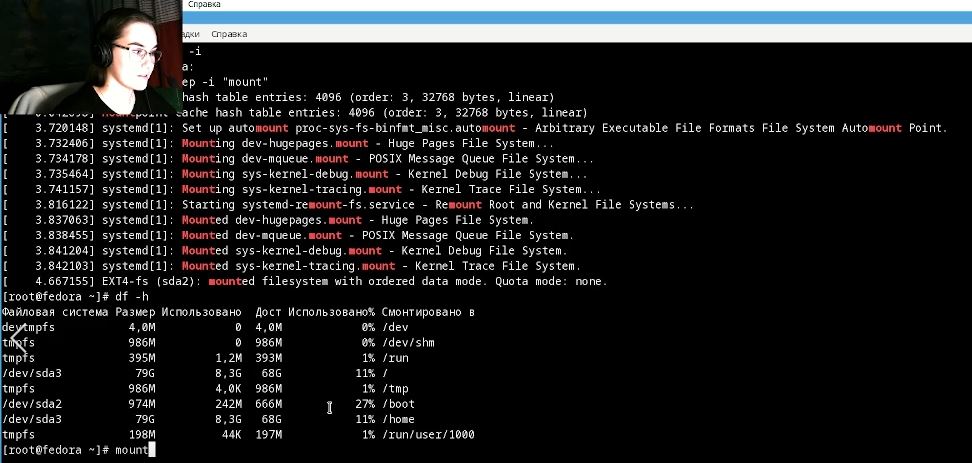 Справка
дки Справка
-i
a:
ep -i "mount"
hash table entries: 4096 (order: 3, 32768 bytes, linear)
cache hash table entries: 4096 (order: 3, 32768 bytes, linear)
[    3.720148] systemd[1]: Set up automount proc-sys-fs-binfmt_misc.automount - Arbitrary Executable File Formats File System Automount Point.
[    3.732406] systemd[1]: Mounting dev-hugepages.mount - Huge Pages File System...
[    3.734178] systemd[1]: Mounting dev-mqueue.mount - POSIX Message Queue File System...
[    3.735464] systemd[1]: Mounting sys-kernel-debug.mount - Kernel Debug File System...
[    3.741157] systemd[1]: Mounting sys-kernel-tracing.mount - Kernel Trace File System...
[    3.816122] systemd[1]: Starting systemd-remount-fs.service - Remount Root and Kernel File Systems...
[    3.837063] systemd[1]: Mounted dev-hugepages.mount - Huge Pages File System.
[    3.838455] systemd[1]: Mounted dev-mqueue.mount - POSIX Message Queue File System.
[    3.841204] systemd[1]: Mounted sys-kernel-debug.mount - Kernel Debug File System.
[    3.842103] systemd[1]: Mounted sys-kernel-tracing.mount - Kernel Trace File System.
[    4.667155] EXT4-fs (sda2): mounted filesystem with ordered data mode. Quota mode: none.
[root@fedora ~]# df -h
Файловая система Размер Использовано Дост Использовано% Смонтировано в
devtmpfs 4,0M 0 4,0M 0% /dev
tmpfs 986M 0 986M 0% /dev/shm
tmpfs 395M 1,2M 393M 1% /run
/dev/sda3 79G 8,3G 68G 11% /
tmpfs 986M 4,0K 986M 1% /tmp
/dev/sda2 974M 242M 666M 27% /boot
/dev/sda3 79G 8,3G 68G 11% /home
tmpfs 198M 44K 197M 1% /run/user/1000
[root@fedora ~]# mount